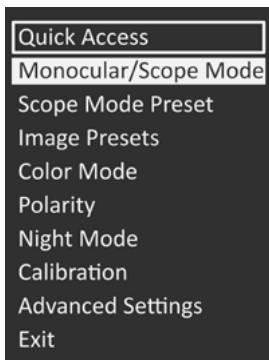 Quick Access
Monocular/Scope Mode
Scope Mode Preset
Image Presets
Color Mode
Polarity
Night Mode
Calibration
Advanced Settings
Exit